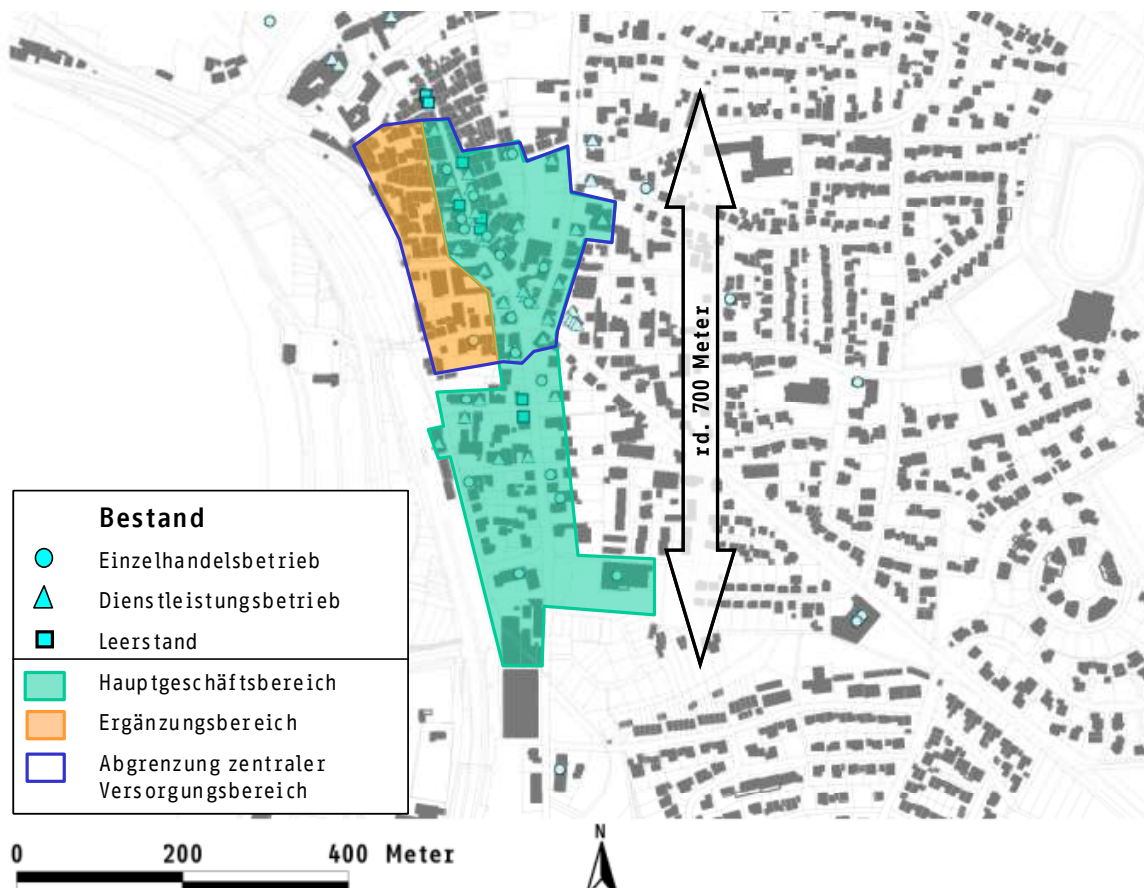 rd. 700 Meter
Bestand
Einzelhandelsbetrieb
Dienstleistungsbetrieb
Leerstand
Hauptgeschäftsbereich
Ergänzungsbereich
Abgrenzung zentraler
Versorgungsbereich
0 200 400 Meter
N